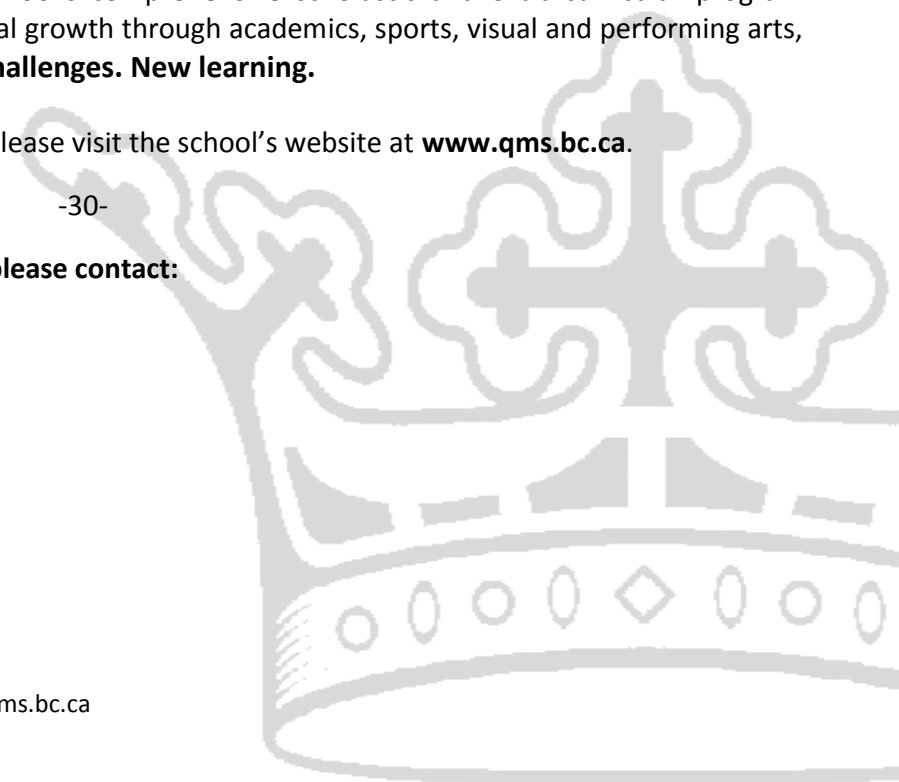 al growth through academics, sports, visual and performing arts,
hallenges. New learning.
lease visit the school’s website at www.qms.bc.ca.
-30-
lease contact:
ms.bc.ca